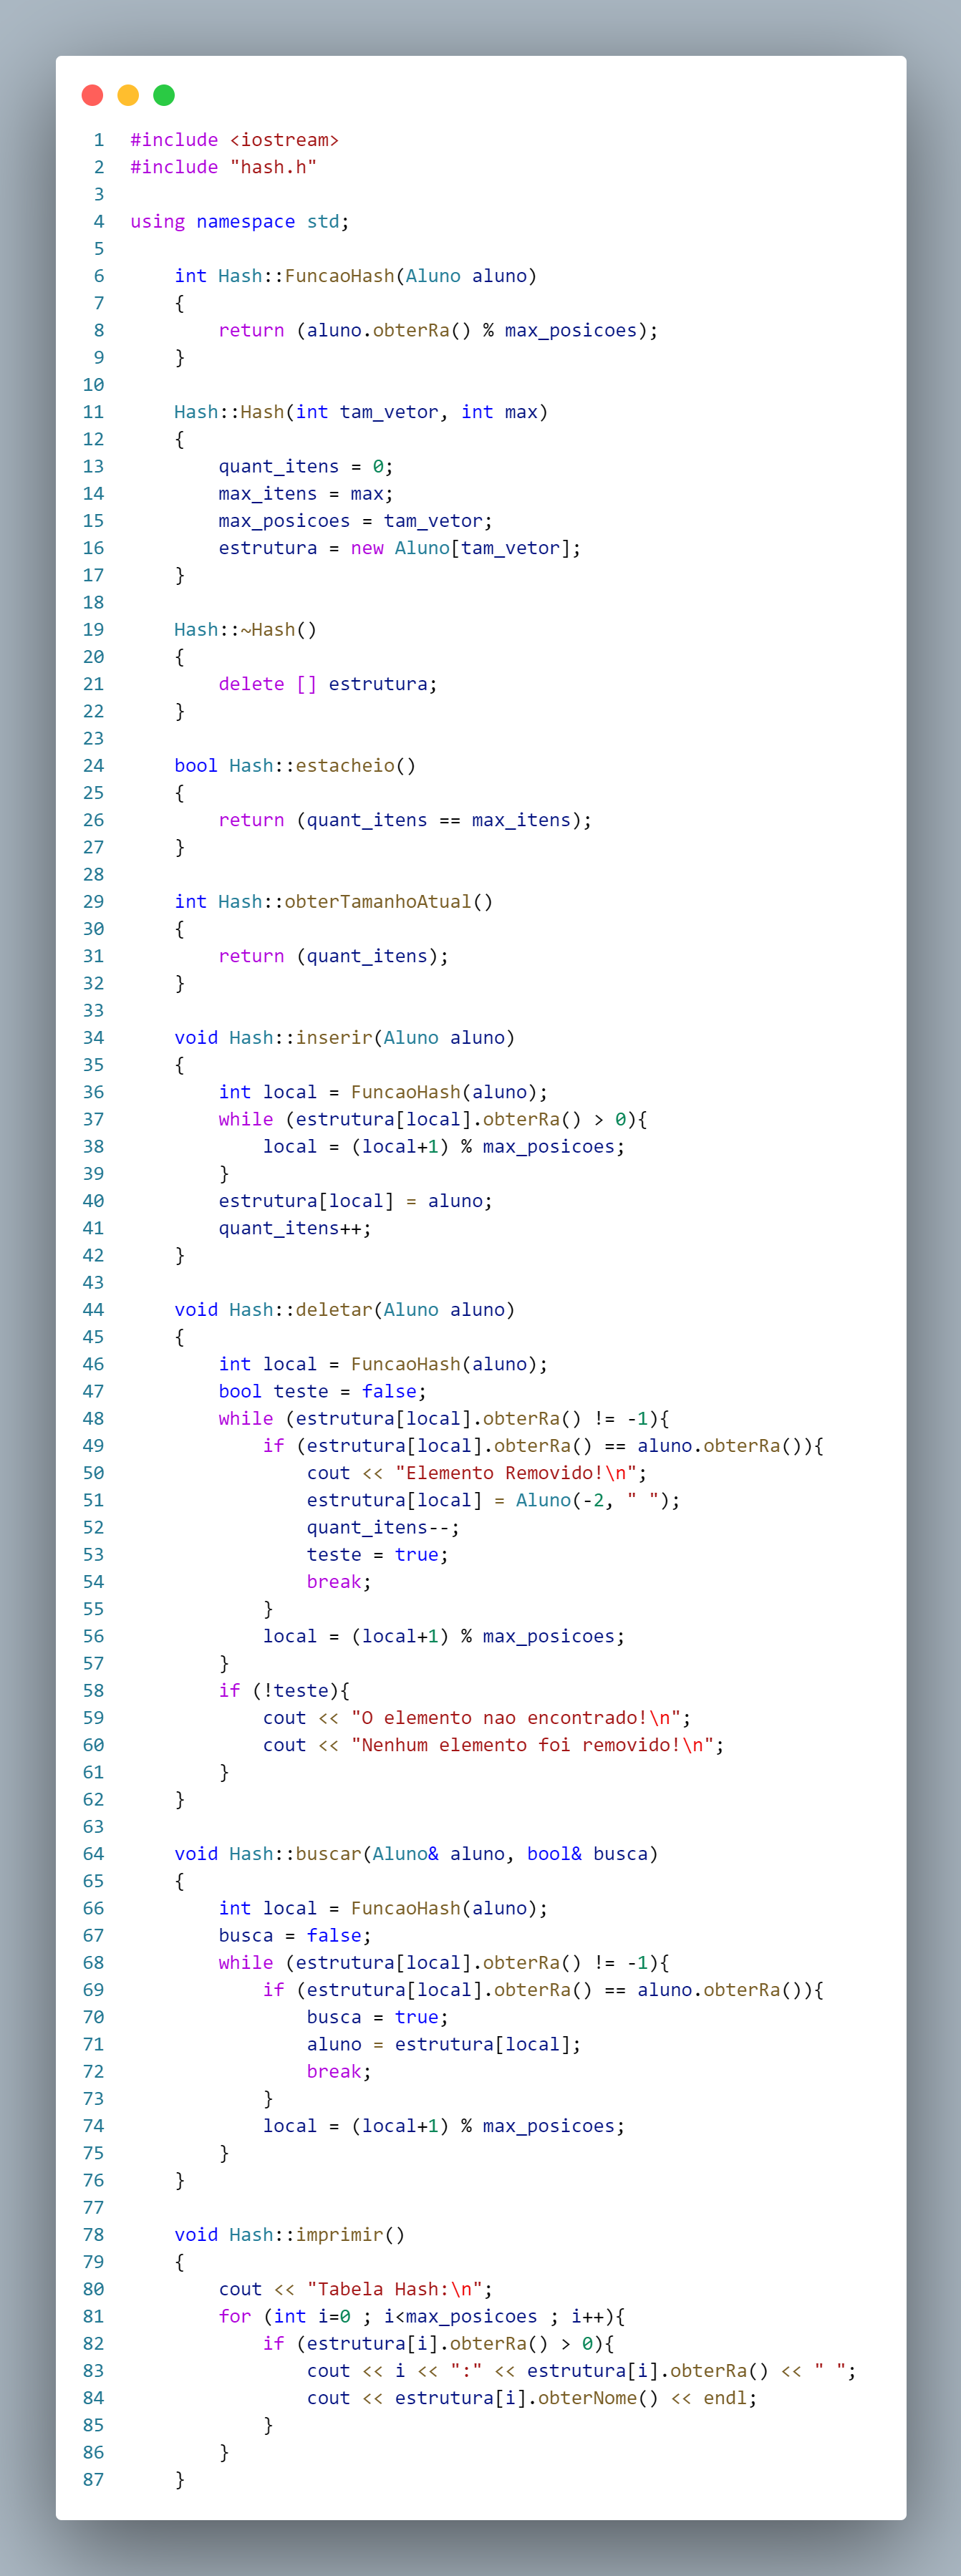 1 #include <iostream>
2 #include "hash.h"
3
4 using namespace std;
5
6     int Hash::FuncaoHash(Aluno aluno)
7     {
8         return (aluno.obterRa() % max_posicoes);
9     }
10
11     Hash::Hash(int tam_vetor, int max)
12     {
13         quant_itens = 0;
14         max_itens = max;
15         max_posicoes = tam_vetor;
16         estrutura = new Aluno[tam_vetor];
17     }
18
19     Hash::~Hash()
20     {
21         delete [] estrutura;
22     }
23
24     bool Hash::estacheio()
25     {
26         return (quant_itens == max_itens);
27     }
28
29     int Hash::obterTamanhoAtual()
30     {
31         return (quant_itens);
32     }
33
34     void Hash::inserir(Aluno aluno)
35     {
36         int local = FuncaoHash(aluno);
37         while (estrutura[local].obterRa() > 0){
38             local = (local+1) % max_posicoes;
39         }
40         estrutura[local] = aluno;
41         quant_itens++;
42     }
43
44     void Hash::deletar(Aluno aluno)
45     {
46         int local = FuncaoHash(aluno);
47         bool teste = false;
48         while (estrutura[local].obterRa() != -1){
49             if (estrutura[local].obterRa() == aluno.obterRa()){
50                 cout << "Elemento Removido!\n";
51                 estrutura[local] = Aluno(-2, " ");
52                 quant_itens--;
53                 teste = true;
54                 break;
55             }
56             local = (local+1) % max_posicoes;
57         }
58         if (!teste){
59             cout << "O elemento nao encontrado!\n";
60             cout << "Nenhum elemento foi removido!\n";
61         }
62     }
63
64     void Hash::buscar(Aluno& aluno, bool& busca)
65     {
66         int local = FuncaoHash(aluno);
67         busca = false;
68         while (estrutura[local].obterRa() != -1){
69             if (estrutura[local].obterRa() == aluno.obterRa()){
70                 busca = true;
71                 aluno = estrutura[local];
72                 break;
73             }
74             local = (local+1) % max_posicoes;
75         }
76     }
77
78     void Hash::imprimir()
79     {
80         cout << "Tabela Hash:\n";
81         for (int i=0 ; i<max_posicoes ; i++){
82             if (estrutura[i].obterRa() > 0){
83                 cout << i << ":" << estrutura[i].obterRa() << " ";
84                 cout << estrutura[i].obterNome() << endl;
85             }
86         }
87     }